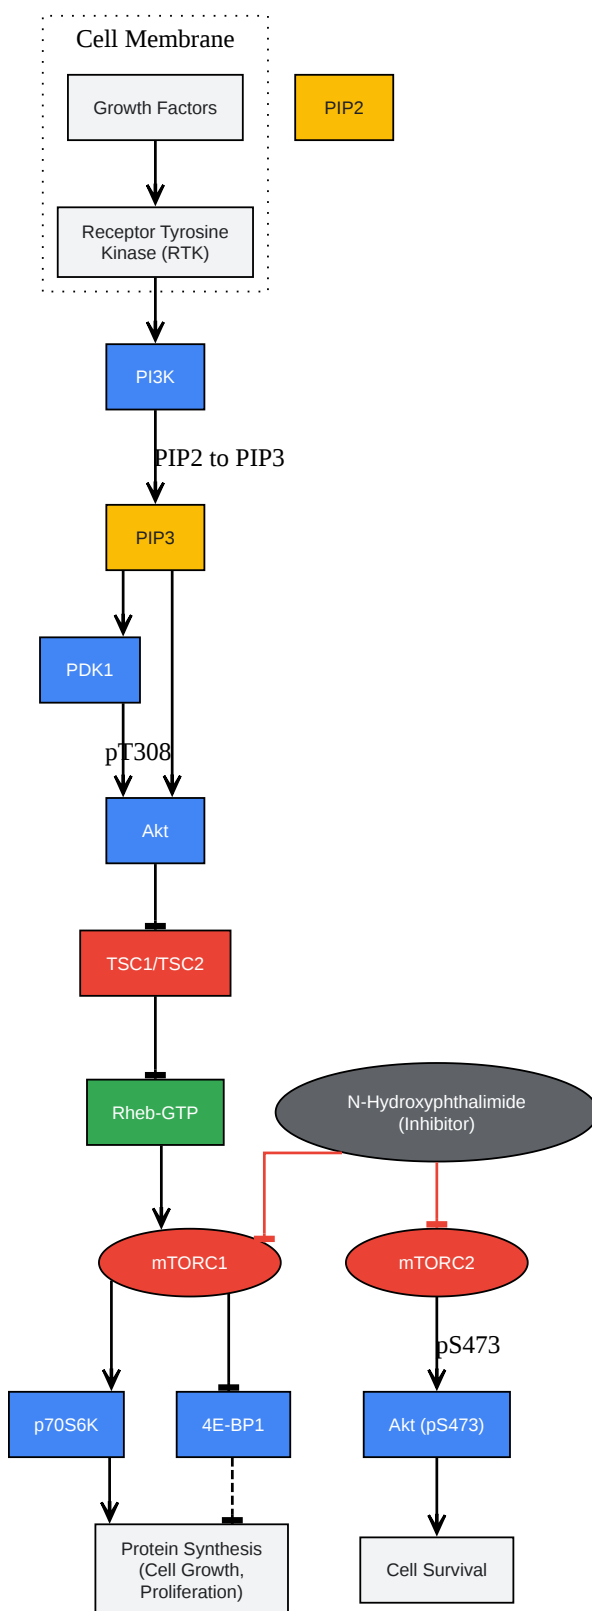 Cell Membrane
Growth Factors
PIP2
Receptor Tyrosine
Kinase (RTK)
PI3K
PIP2 to PIP3
PIP3
PDK1
pT308
Akt
TSC1/TSC2
N-Hydroxyphthalimide
(Inhibitor)
Rheb-GTP
mTORC1
mTORC2
pS473
p70S6K
4E-BP1
Akt (pS473)
Protein Synthesis
(Cell Growth,
Proliferation)
Cell Survival